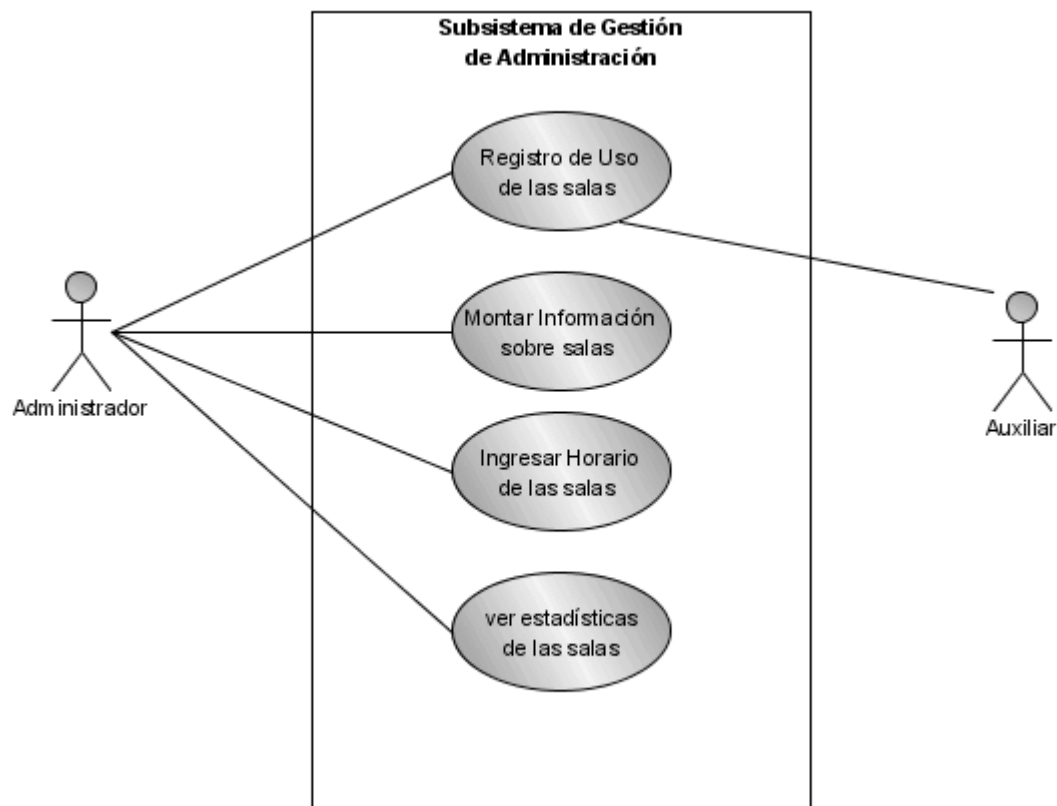 Subsistema de Gestión
de Administración
Registro de Uso
de las salas
Montar Información
sobre salas
Administrador
Auxiliar
Ingresar Horario
de las salas
ver estadísticas
de las salas